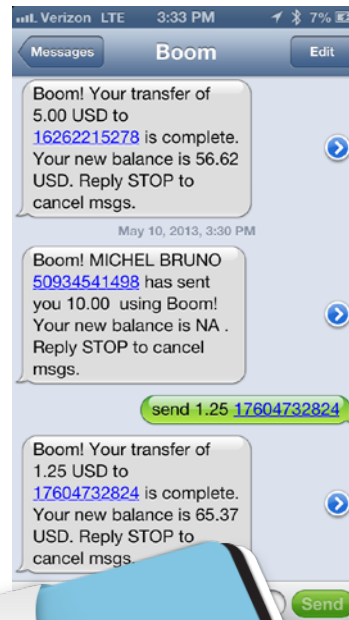 Verizon LTE 3:33 PM 7%
Messages Boom Edit
Boom! Your transfer of
5.00 USD to
16262215278 is complete.
Your new balance is 56.62
USD. Reply STOP to
cancel msgs.
May 10, 2013, 3:30 PM
Boom! MICHEL BRUNO
50934541498 has sent
you 10.00  using Boom!
Your new balance is NA .
Reply STOP to cancel
msgs.
send 1.25 17604732824
Boom! Your transfer of
1.25 USD to
17604732824 is complete.
Your new balance is 65.37
USD. Reply STOP to
cancel msgs.
Send